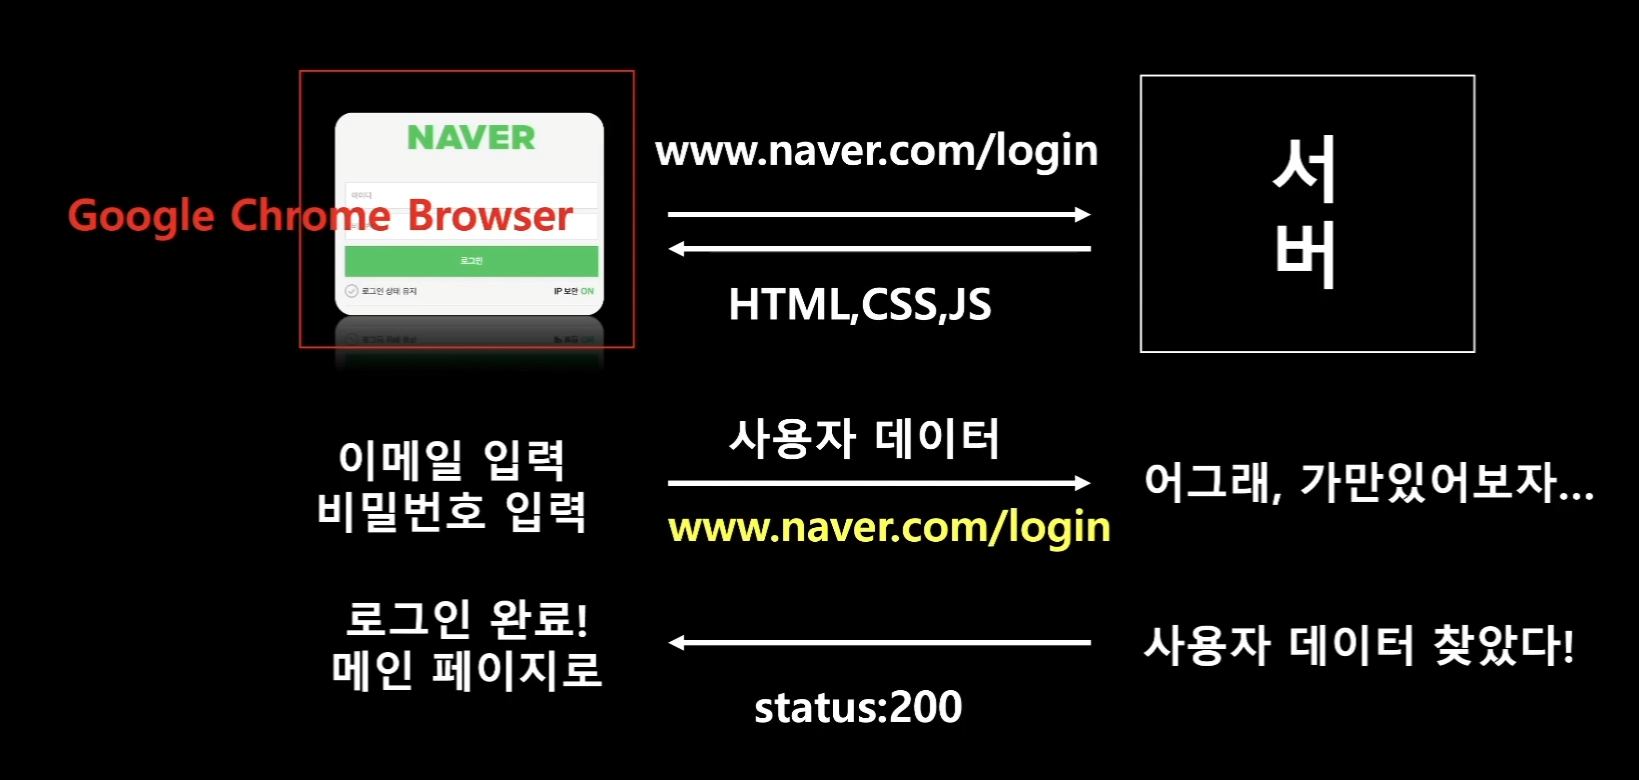 NAVER
www.naver.com/login
서
버
아이디
Google Chrome Browser
로그인
로그인 상태 유지
IP 보안 ON
HTML,CSS,JS
이메일 입력
비밀번호 입력
사용자 데이터
www.naver.com/login
어그래, 가만있어보자...
로그인 완료!
메인 페이지로
status:200
사용자 데이터 찾았다!